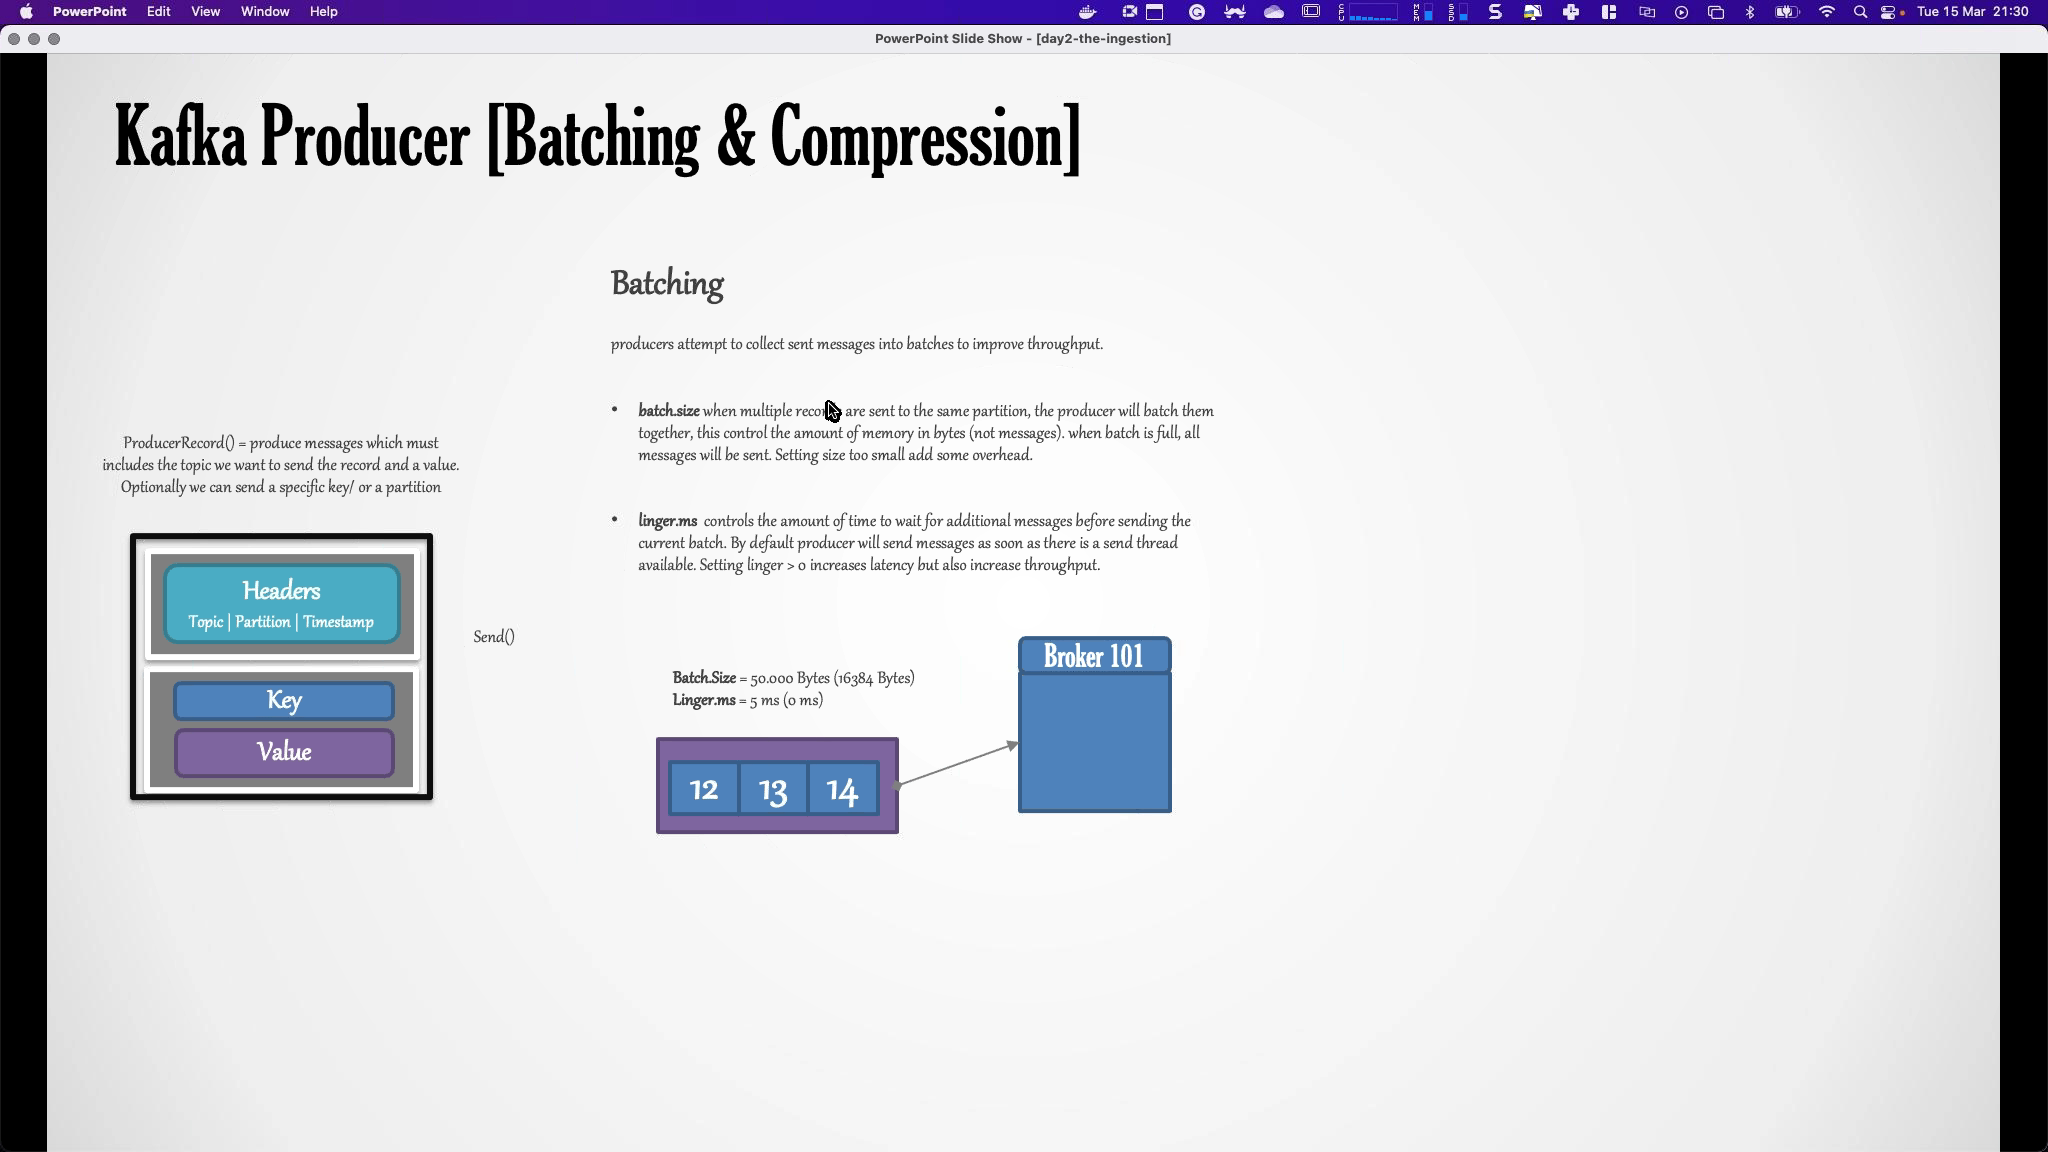 PowerPoint Edit View Window Help
Tue 15 Mar 21:30
PowerPoint Slide Show - [day2-the-ingestion]
Kafka Producer [Batching & Compression]
Batching
producers attempt to collect sent messages into batches to improve throughput.
• batch.size when multiple records are sent to the same partition, the producer will batch them
together, this control the amount of memory in bytes (not messages). when batch is full, all
messages will be sent. Setting size too small add some overhead.
• linger.ms controls the amount of time to wait for additional messages before sending the
current batch. By default producer will send messages as soon as there is a send thread
available. Setting linger > 0 increases latency but also increase throughput.
ProducerRecord() = produce messages which must
includes the topic we want to send the record and a value.
Optionally we can send a specific key/ or a partition
Headers
Topic | Partition | Timestamp
Key
Value
Send()
Batch.Size = 50.000 Bytes (16384 Bytes)
Linger.ms = 5 ms (0 ms)
12 13 14
Broker 101